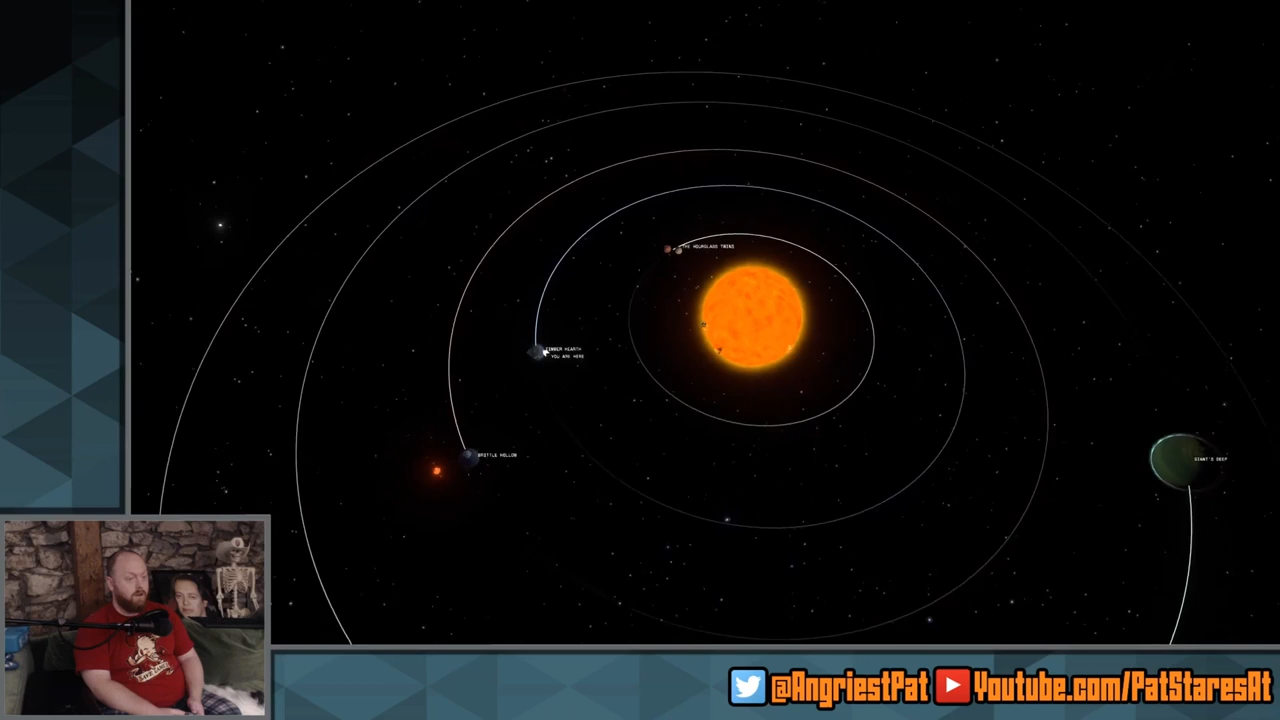 THE HOURGLASS TWINS
TIMBER HEARTH
YOU ARE HERE
BRITTLE HOLLOW
GIANT'S DEEP
@AngriestPat Youtube.com/PatStaresAt